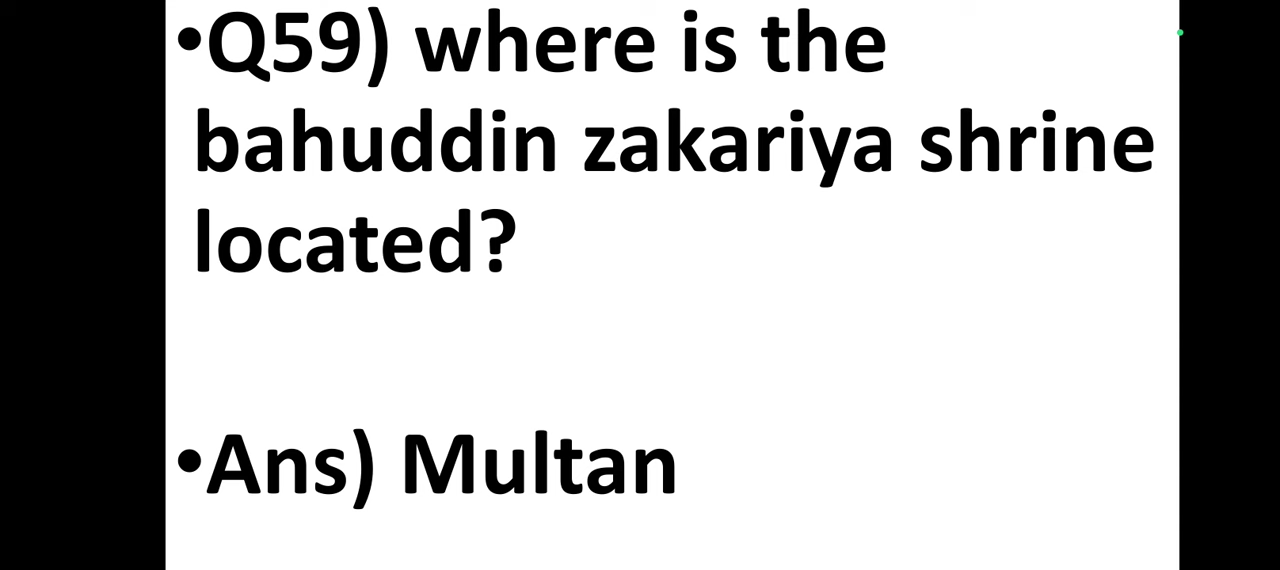 •Q59) where is the
bahuddin zakariya shrine
located?
•Ans) Multan